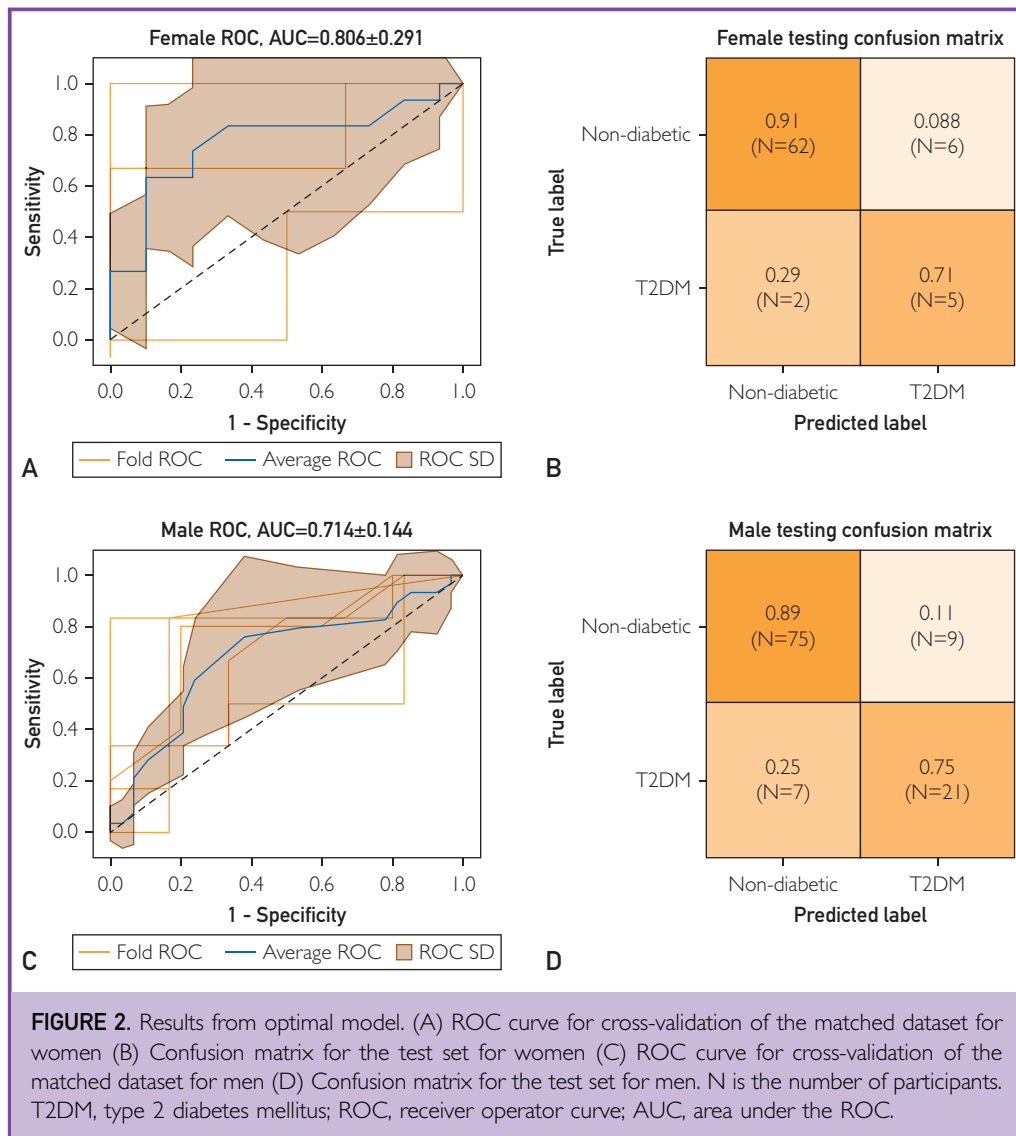 Female ROC, AUC=0.806±0.291
1.0
0.8
0.6
0.4
0.2
0.0
Sensitivity
0.0 0.2 0.4 0.6 0.8 1.0
1 - Specificity
A
Fold ROC Average ROC ROC SD
Female testing confusion matrix
True label
Non-diabetic
0.91
(N=62)
0.088
(N=6)
T2DM
0.29
(N=2)
0.71
(N=5)
Non-diabetic T2DM
Predicted label
B
Male ROC, AUC=0.714±0.144
1.0
0.8
0.6
0.4
0.2
0.0
Sensitivity
0.0 0.2 0.4 0.6 0.8 1.0
1 - Specificity
C
Fold ROC Average ROC ROC SD
Male testing confusion matrix
True label
Non-diabetic
0.89
(N=75)
0.11
(N=9)
T2DM
0.25
(N=7)
0.75
(N=21)
Non-diabetic T2DM
Predicted label
D
FIGURE 2. Results from optimal model. (A) ROC curve for cross-validation of the matched dataset for
women (B) Confusion matrix for the test set for women (C) ROC curve for cross-validation of the
matched dataset for men (D) Confusion matrix for the test set for men. N is the number of participants.
T2DM, type 2 diabetes mellitus; ROC, receiver operator curve; AUC, area under the ROC.